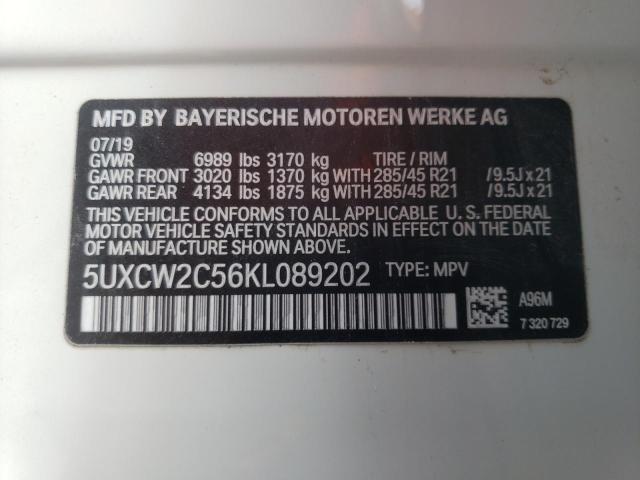 MFD BY BAYERISCHE MOTOREN WERKE AG
07/19
GVWR 6989 lbs 3170 kg TIRE / RIM
GAWR FRONT 3020 lbs 1370 kg WITH 285/45 R21 /9.5J x 21
GAWR REAR 4134 lbs 1875 kg WITH 285/45 R21 /9.5J x 21
THIS VEHICLE CONFORMS TO ALL APPLICABLE U. S. FEDERAL
MOTOR VEHICLE SAFETY STANDARDS IN EFFECT ON THE DATE
OF MANUFACTURE SHOWN ABOVE.
5UXCW2C56KL089202 TYPE: MPV
A96M
7 320 729